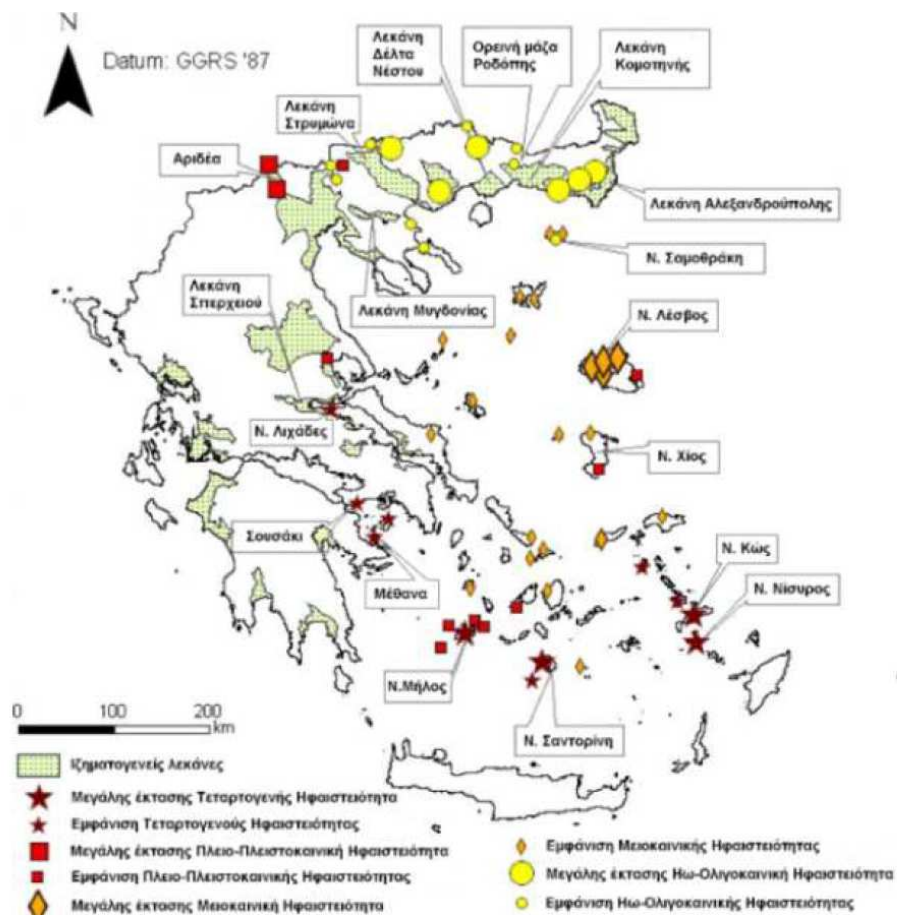 N
Datum: GGRS '87
Λεκάνη
Δέλτα
Νέστου
Ορεινή μάζα
Ροδόπης
Λεκάνη
Κομοτηνής
Λεκάνη
Στρυμώνα
Αριδέα
Λεκάνη Αλεξανδρούπολης
Ν. Σαμοθράκη
Λεκάνη
Σπερχειού
Λεκάνη Μυγδονίας
Ν. Λέσβος
Ν. Λιχάδες
Ν. Χίος
Σουσάκι
Μέθανα
Ν. Κώς
Ν. Νίσυρος
Ν.Μήλος
Ν. Σαντορίνη
0 100 200
km
Ιζηματογενείς λεκάνες
Μεγάλης έκτασης Τεταρτογενής Ηφαιστειότητα
Εμφάνιση Τεταρτογενούς Ηφαιστειότητας
Μεγάλης έκτασης Πλειο-Πλειστοκαινική Ηφαιστειότητα
Εμφάνιση Πλειο-Πλειστοκαινικής Ηφαιστειότητας
Μεγάλης έκτασης Μειοκαινική Ηφαιστειότητα
Εμφάνιση Μειοκαινικής Ηφαιστειότητας
Μεγάλης έκτασης Ηω-Ολιγοκαινική Ηφαιστειότητα
Εμφάνιση Ηω-Ολιγοκαινικής Ηφαιστειότητας